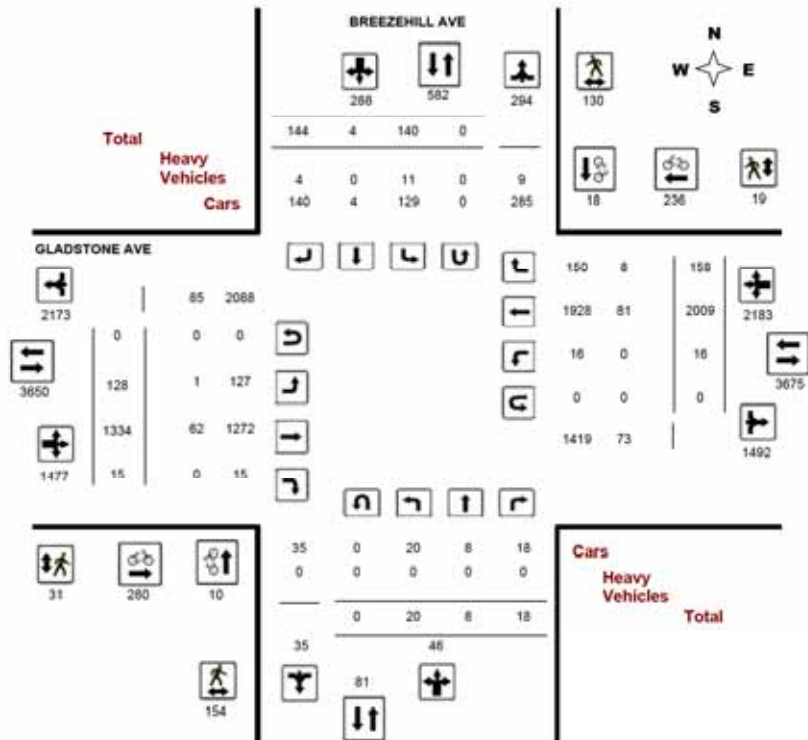 BREEZEHILL AVE
N
W E
S
288 582 294 130
144 4 140 0
Total
Heavy
Vehicles
Cars
4 0 11 0 9
140 4 129 0 285
18 236 19
GLADSTONE AVE
2173 85 2088
0 0 0
3650 128 1 127
1334 62 1272
1477 15 0 15
150 8 158
1928 81 2009 2183
16 0 16
3675
0 0 0
1419 73 1492
35 0 20 8 18
0 0 0 0 0
0 20 8 18
35 46
81
31 280 10
154
Cars
Heavy
Vehicles
Total